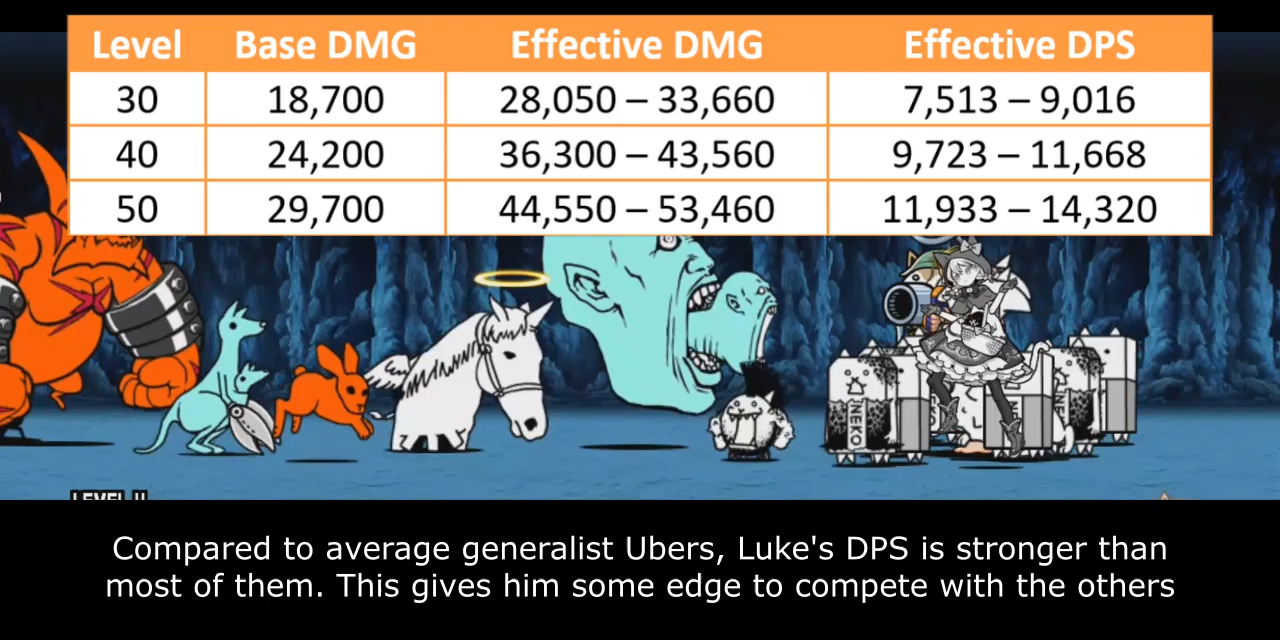 Level Base DMG Effective DMG Effective DPS
30 18,700 28,050 – 33,660 7,513 – 9,016
40 24,200 36,300 – 43,560 9,723 – 11,668
50 29,700 44,550 – 53,460 11,933 – 14,320
NEKO
Compared to average generalist Ubers, Luke's DPS is stronger than
most of them. This gives him some edge to compete with the others